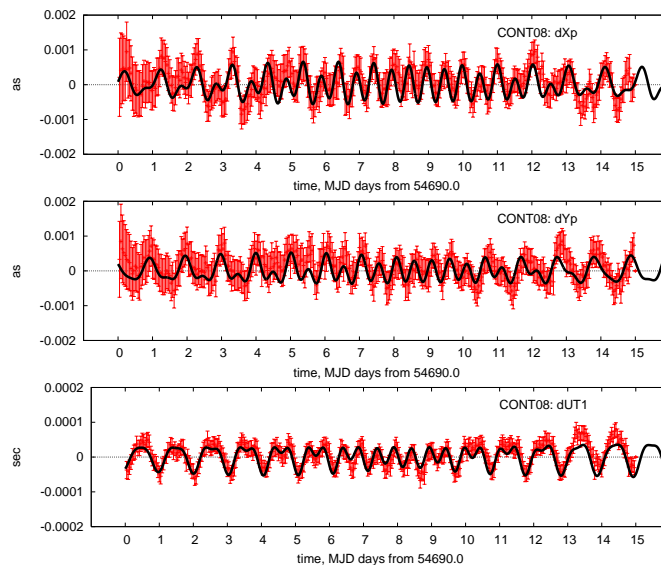 0.002
CONT08: dXp
0.001
as
0
-0.001
-0.002
0 1 2 3 4 5 6 7 8 9 10 11 12 13 14 15
time, MJD days from 54690.0
0.002
CONT08: dYp
0.001
as
0
-0.001
-0.002
0 1 2 3 4 5 6 7 8 9 10 11 12 13 14 15
time, MJD days from 54690.0
0.0002
CONT08: dUT1
0.0001
sec
0
-0.0001
-0.0002
0 1 2 3 4 5 6 7 8 9 10 11 12 13 14 15
time, MJD days from 54690.0